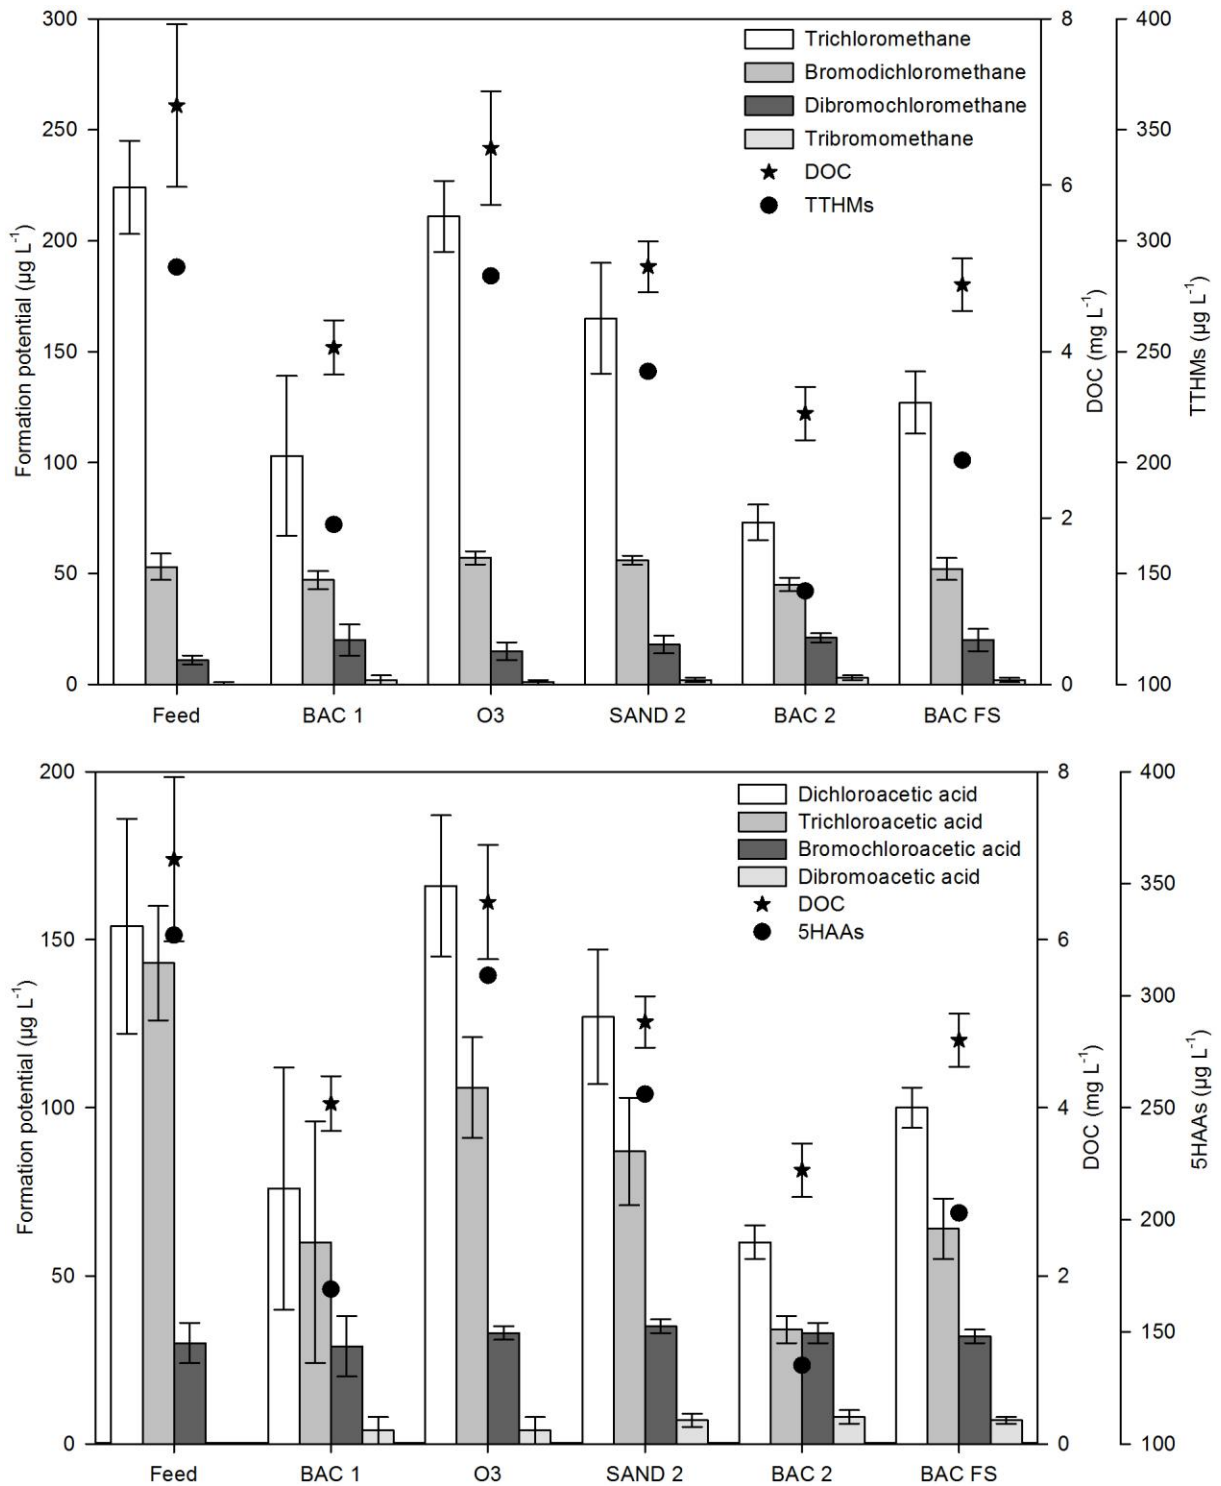 300
250
200
150
100
50
0
Formation potential (µg L⁻¹)
Trichloromethane
Bromodichloromethane
Dibromochloromethane
Tribromomethane
DOC
TTHMs
8
6
4
2
0
DOC (mg L⁻¹)
400
350
300
250
200
150
100
TTHMs (µg L⁻¹)
Feed BAC 1 O3 SAND 2 BAC 2 BAC FS
200
150
100
50
0
Formation potential (µg L⁻¹)
Dichloroacetic acid
Trichloroacetic acid
Bromochloroacetic acid
Dibromoacetic acid
DOC
5HAAs
8
6
4
2
0
DOC (mg L⁻¹)
400
350
300
250
200
150
100
5HAAs (µg L⁻¹)
Feed BAC 1 O3 SAND 2 BAC 2 BAC FS